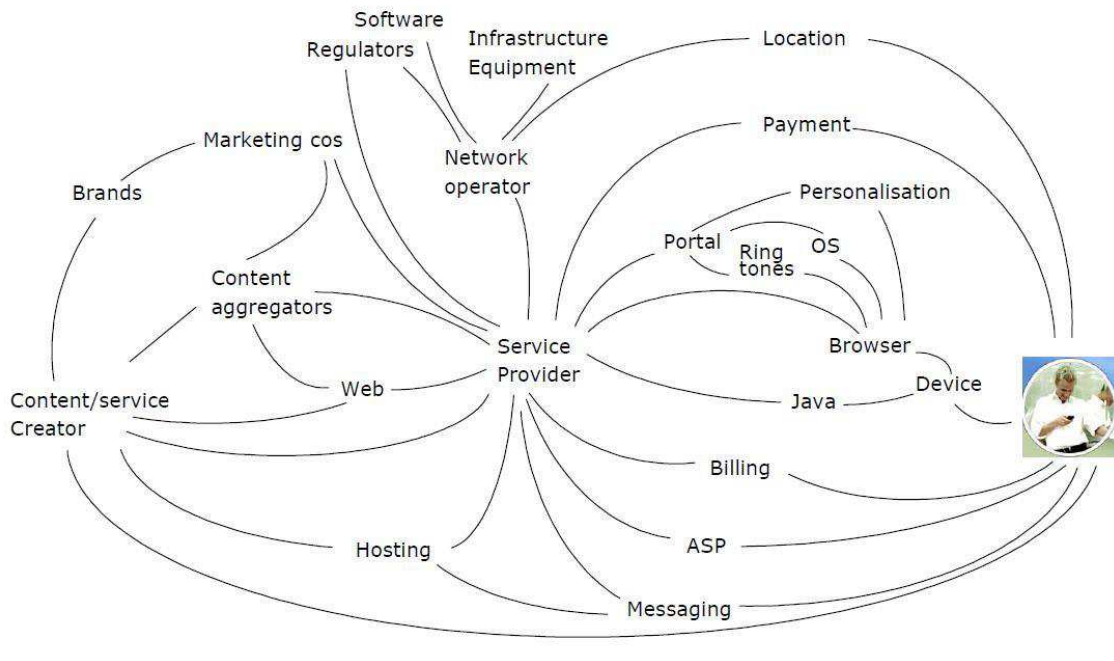 Software
Regulators
Infrastructure
Equipment
Location
Marketing cos
Payment
Network
operator
Brands
Personalisation
Portal
OS
Ring
tones
Content
aggregators
Service
Provider
Browser
Web
Device
Content/service
Creator
Java
Billing
Hosting
ASP
Messaging